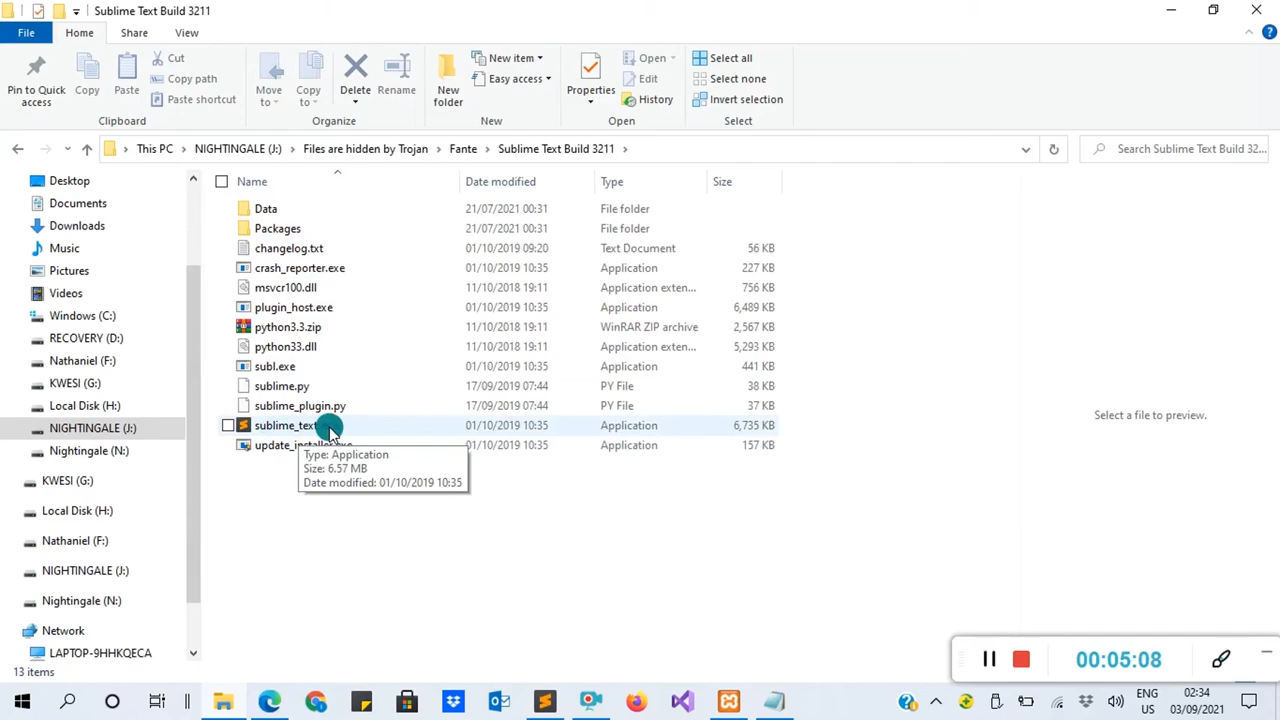 Sublime Text Build 3211
File Home Share View
Pin to Quick access
Copy
Paste
Cut
Copy path
Paste shortcut
Clipboard
Move to
Copy to
Delete
Rename
Organize
New folder
New item
Easy access
New
Properties
Open
Edit
History
Open
Select all
Select none
Invert selection
Select
This PC NIGHTINGALE (J:) Files are hidden by Trojan Fante Sublime Text Build 3211
Search Sublime Text Build 32...
Name Date modified Type Size
Data 21/07/2021 00:31 File folder
Packages 21/07/2021 00:31 File folder
changelog.txt 01/10/2019 09:20 Text Document 56 KB
crash_reporter.exe 01/10/2019 10:35 Application 227 KB
msvcr100.dll 11/10/2018 19:11 Application exten... 756 KB
plugin_host.exe 01/10/2019 10:35 Application 6,489 KB
python3.3.zip 11/10/2018 19:11 WinRAR ZIP archive 2,567 KB
python33.dll 11/10/2018 19:11 Application exten... 5,293 KB
subl.exe 01/10/2019 10:35 Application 441 KB
sublime.py 17/09/2019 07:44 PY File 38 KB
sublime_plugin.py 17/09/2019 07:44 PY File 37 KB
sublime_text 01/10/2019 10:35 Application 6,735 KB
update_installer.exe 01/10/2019 10:35 Application 157 KB
Type: Application
Size: 6.57 MB
Date modified: 01/10/2019 10:35
Desktop
Documents
Downloads
Music
Pictures
Videos
Windows (C:)
RECOVERY (D:)
Nathaniel (F:)
KWESI (G:)
Local Disk (H:)
NIGHTINGALE (J:)
Nightingale (N:)
KWESI (G:)
Local Disk (H:)
Nathaniel (F:)
NIGHTINGALE (J:)
Nightingale (N:)
Network
LAPTOP-9HHKQECA
Select a file to preview.
13 items
00:05:08
ENG
US
02:34
03/09/2021